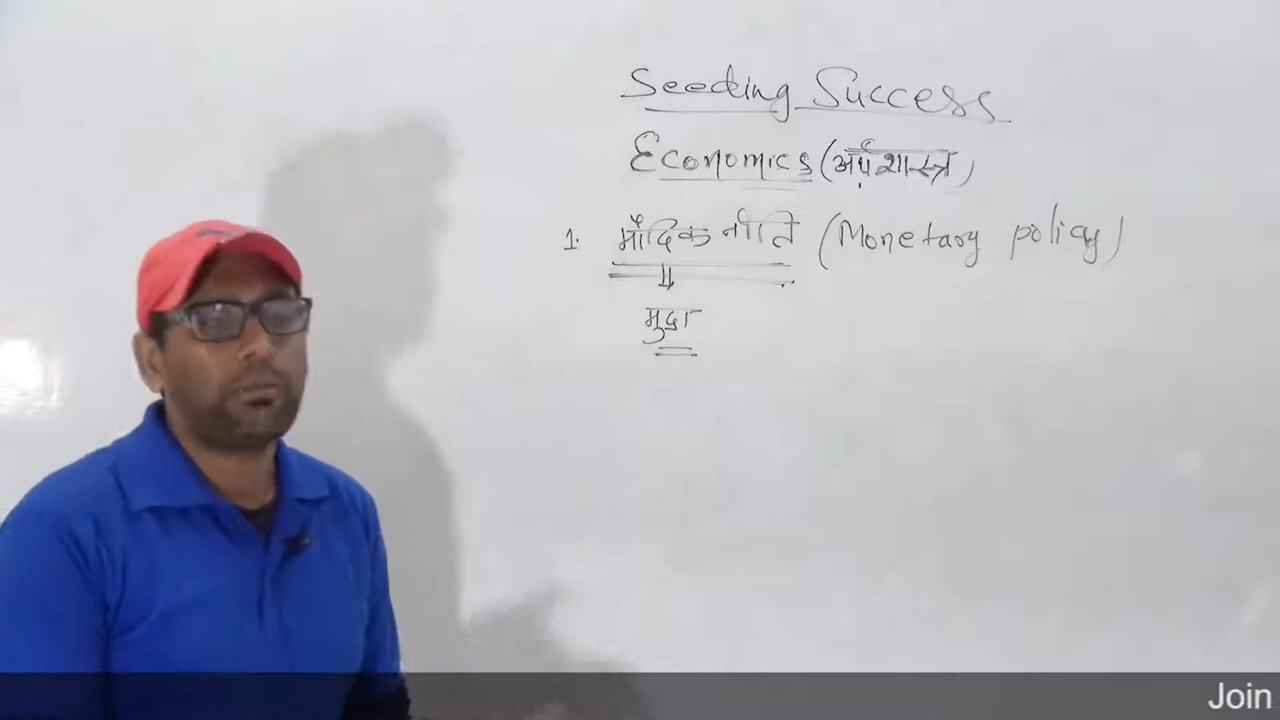 Seeding Success
Economics (अर्थशास्त्र)
1. मौद्रिक नीति (Monetary policy)
मुद्रा
Join